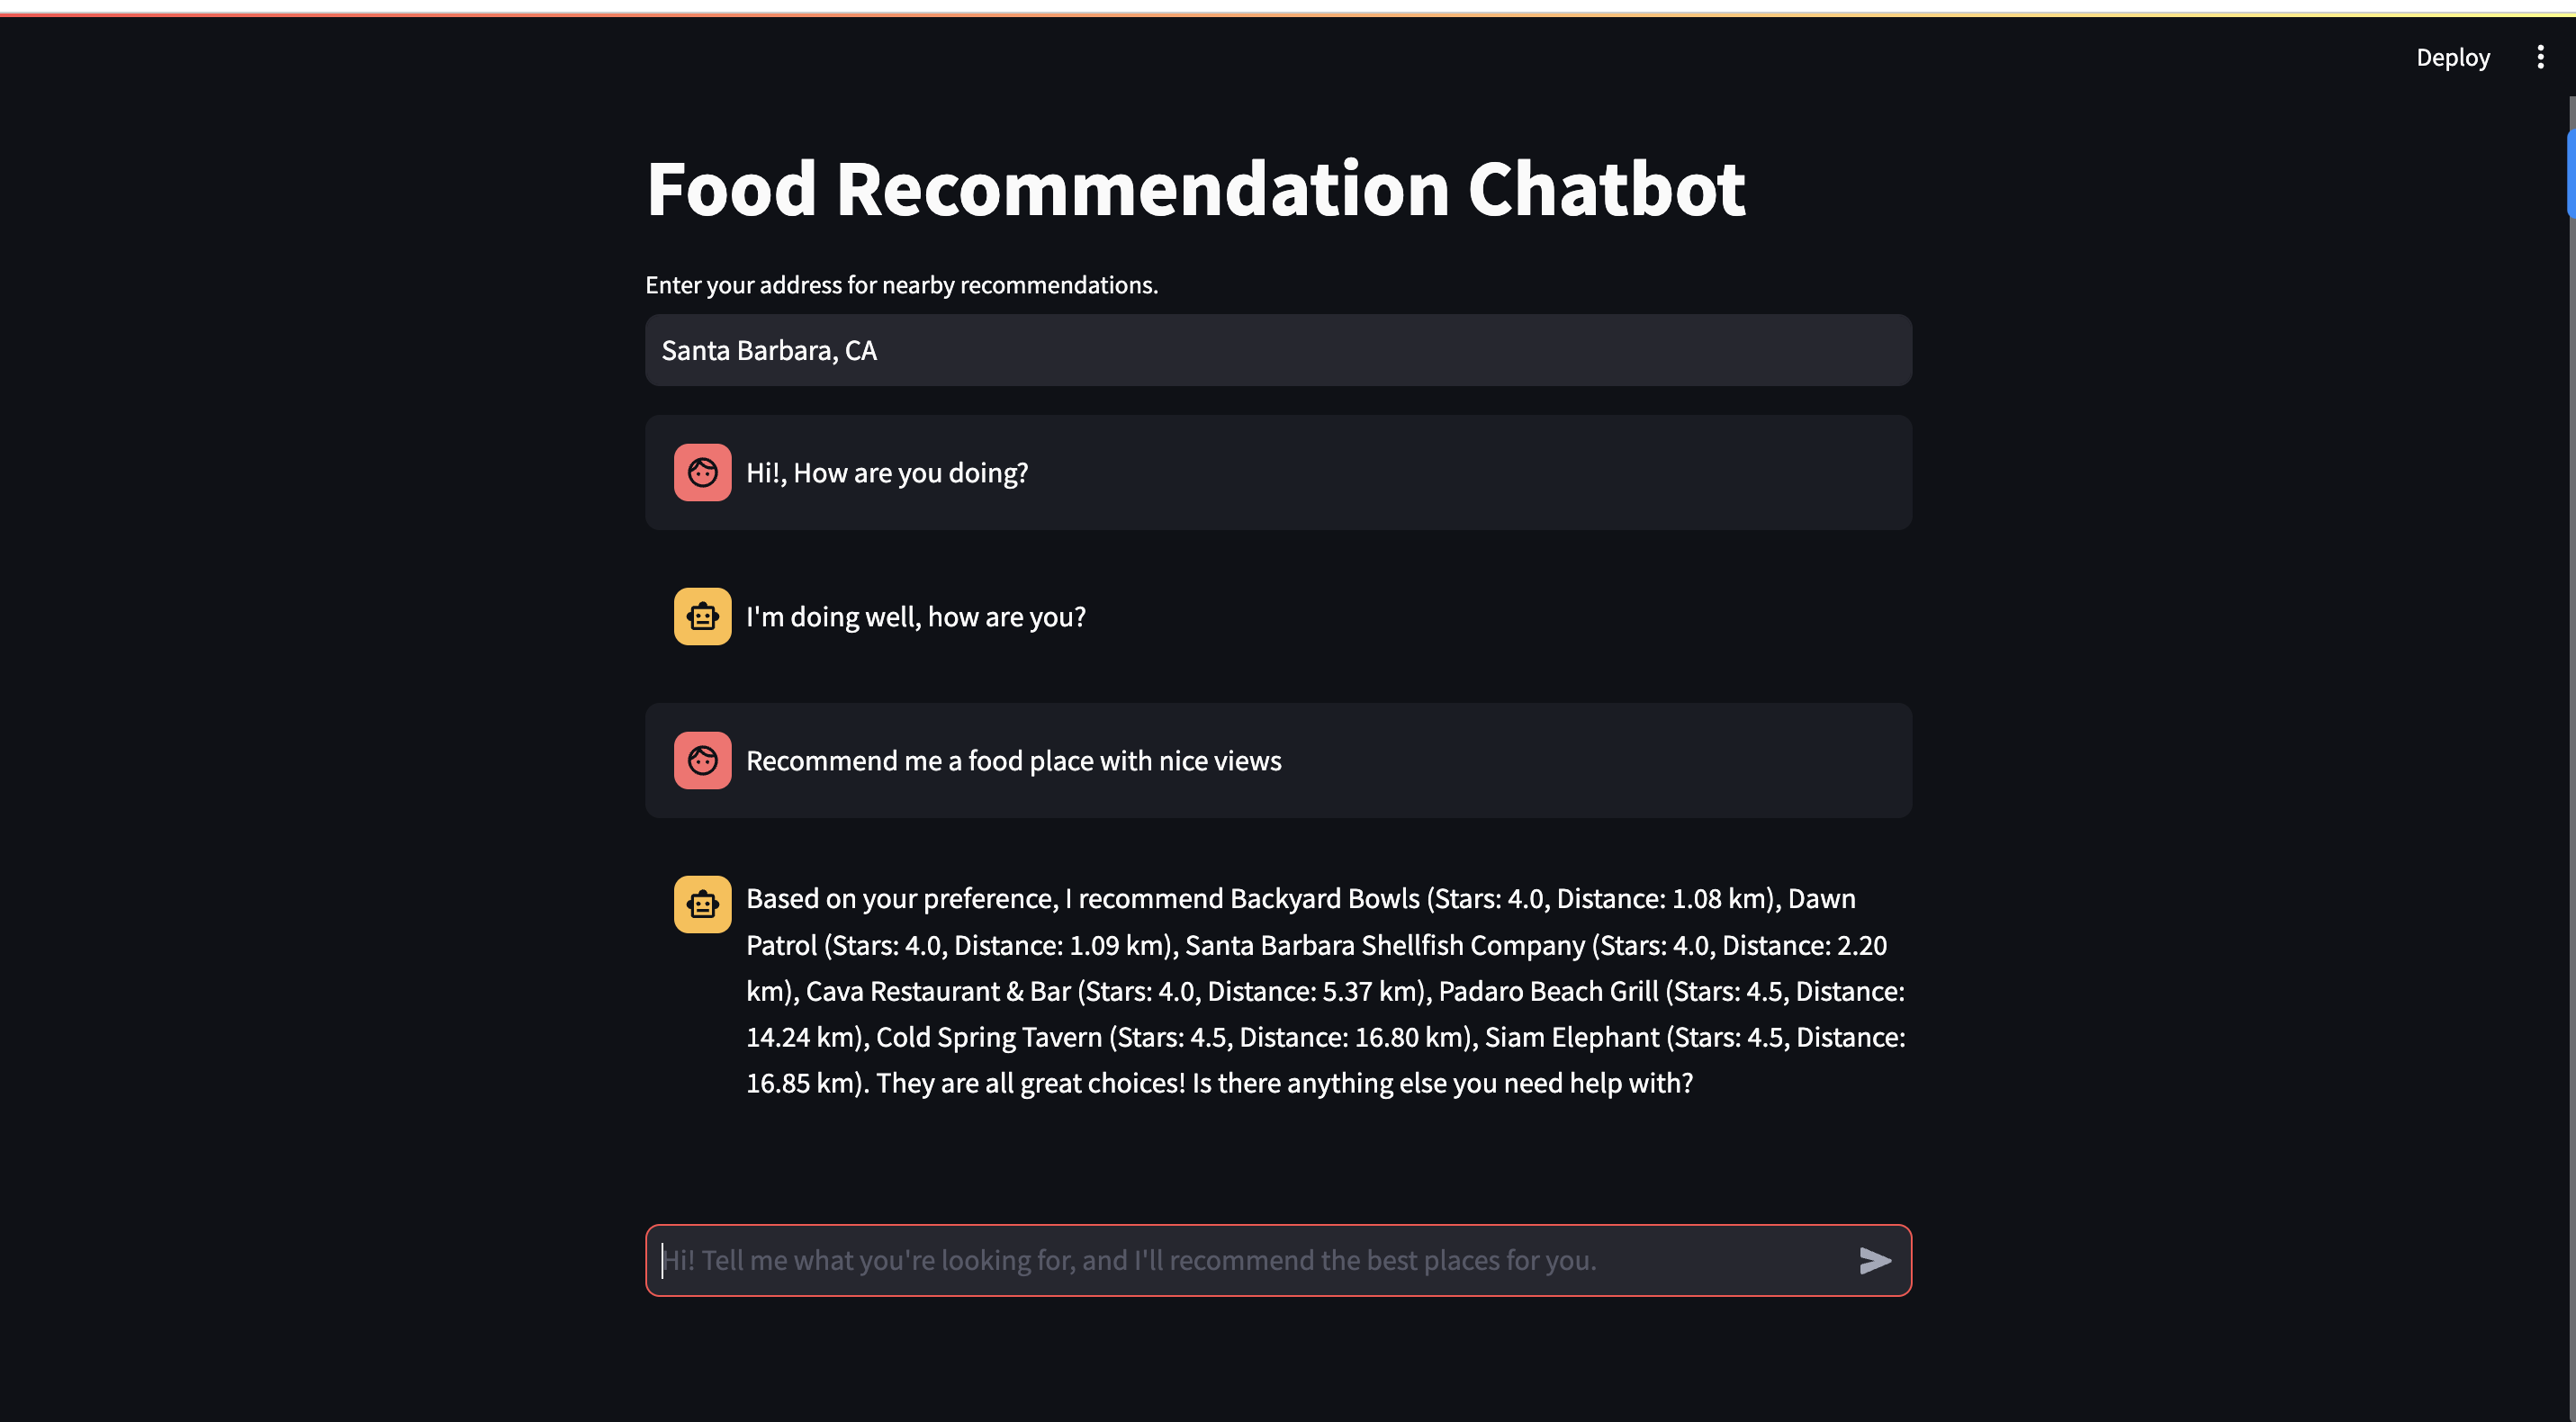 Deploy
Food Recommendation Chatbot
Enter your address for nearby recommendations.
Santa Barbara, CA
Hi!, How are you doing?
I'm doing well, how are you?
Recommend me a food place with nice views
Based on your preference, I recommend Backyard Bowls (Stars: 4.0, Distance: 1.08 km), Dawn
Patrol (Stars: 4.0, Distance: 1.09 km), Santa Barbara Shellfish Company (Stars: 4.0, Distance: 2.20
km), Cava Restaurant & Bar (Stars: 4.0, Distance: 5.37 km), Padaro Beach Grill (Stars: 4.5, Distance:
14.24 km), Cold Spring Tavern (Stars: 4.5, Distance: 16.80 km), Siam Elephant (Stars: 4.5, Distance:
16.85 km). They are all great choices! Is there anything else you need help with?
Hi! Tell me what you're looking for, and I'll recommend the best places for you.